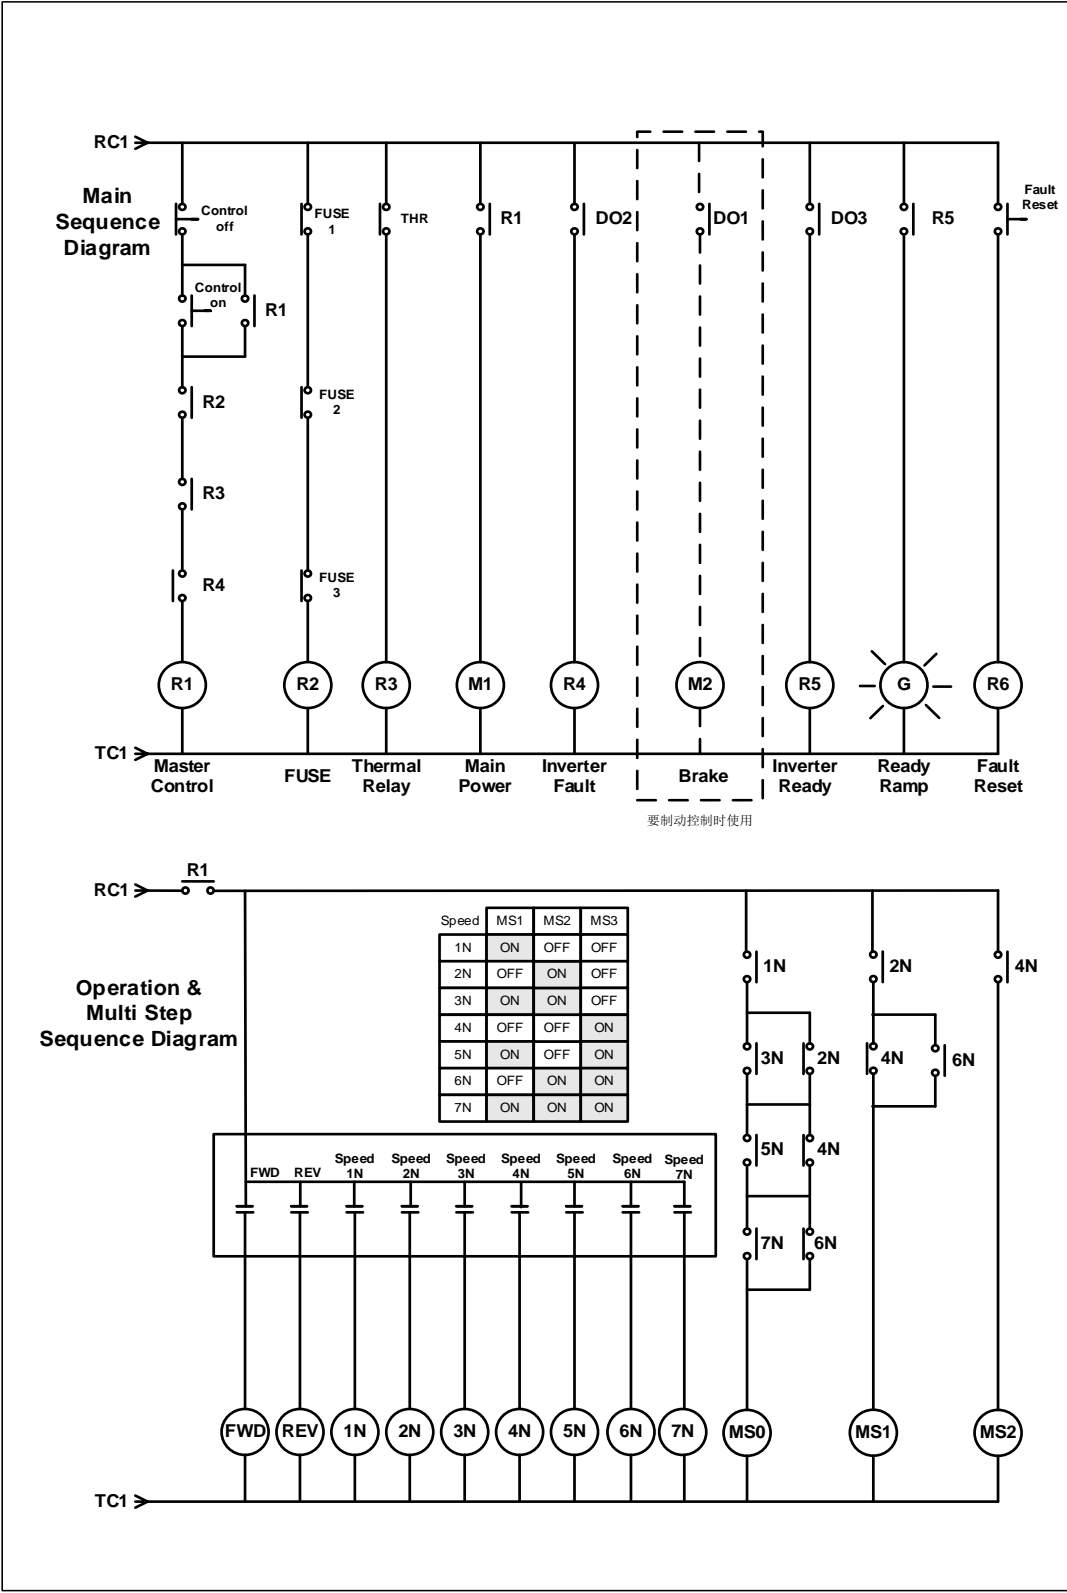 RC1
Main
Sequence
Diagram
Control
off
FUSE
1
THR
R1
DO2
DO1
DO3
R5
Fault
Reset
Control
on
R1
R2
FUSE
2
R3
R4
FUSE
3
R1
R2
R3
M1
R4
M2
R5
G
R6
TC1
Master
Control
FUSE
Thermal
Relay
Main
Power
Inverter
Fault
Brake
Inverter
Ready
Ready
Ramp
Fault
Reset
要制动控制时使用
RC1
R1
Operation &
Multi Step
Sequence Diagram
Speed MS1 MS2 MS3
1N ON OFF OFF
2N OFF ON OFF
3N ON ON OFF
4N OFF OFF ON
5N ON OFF ON
6N OFF ON ON
7N ON ON ON
1N
2N
4N
3N
2N
4N
6N
5N
4N
7N
6N
FWD
REV
Speed
1N
Speed
2N
Speed
3N
Speed
4N
Speed
5N
Speed
6N
Speed
7N
FWD
REV
1N
2N
3N
4N
5N
6N
7N
MS0
MS1
MS2
TC1